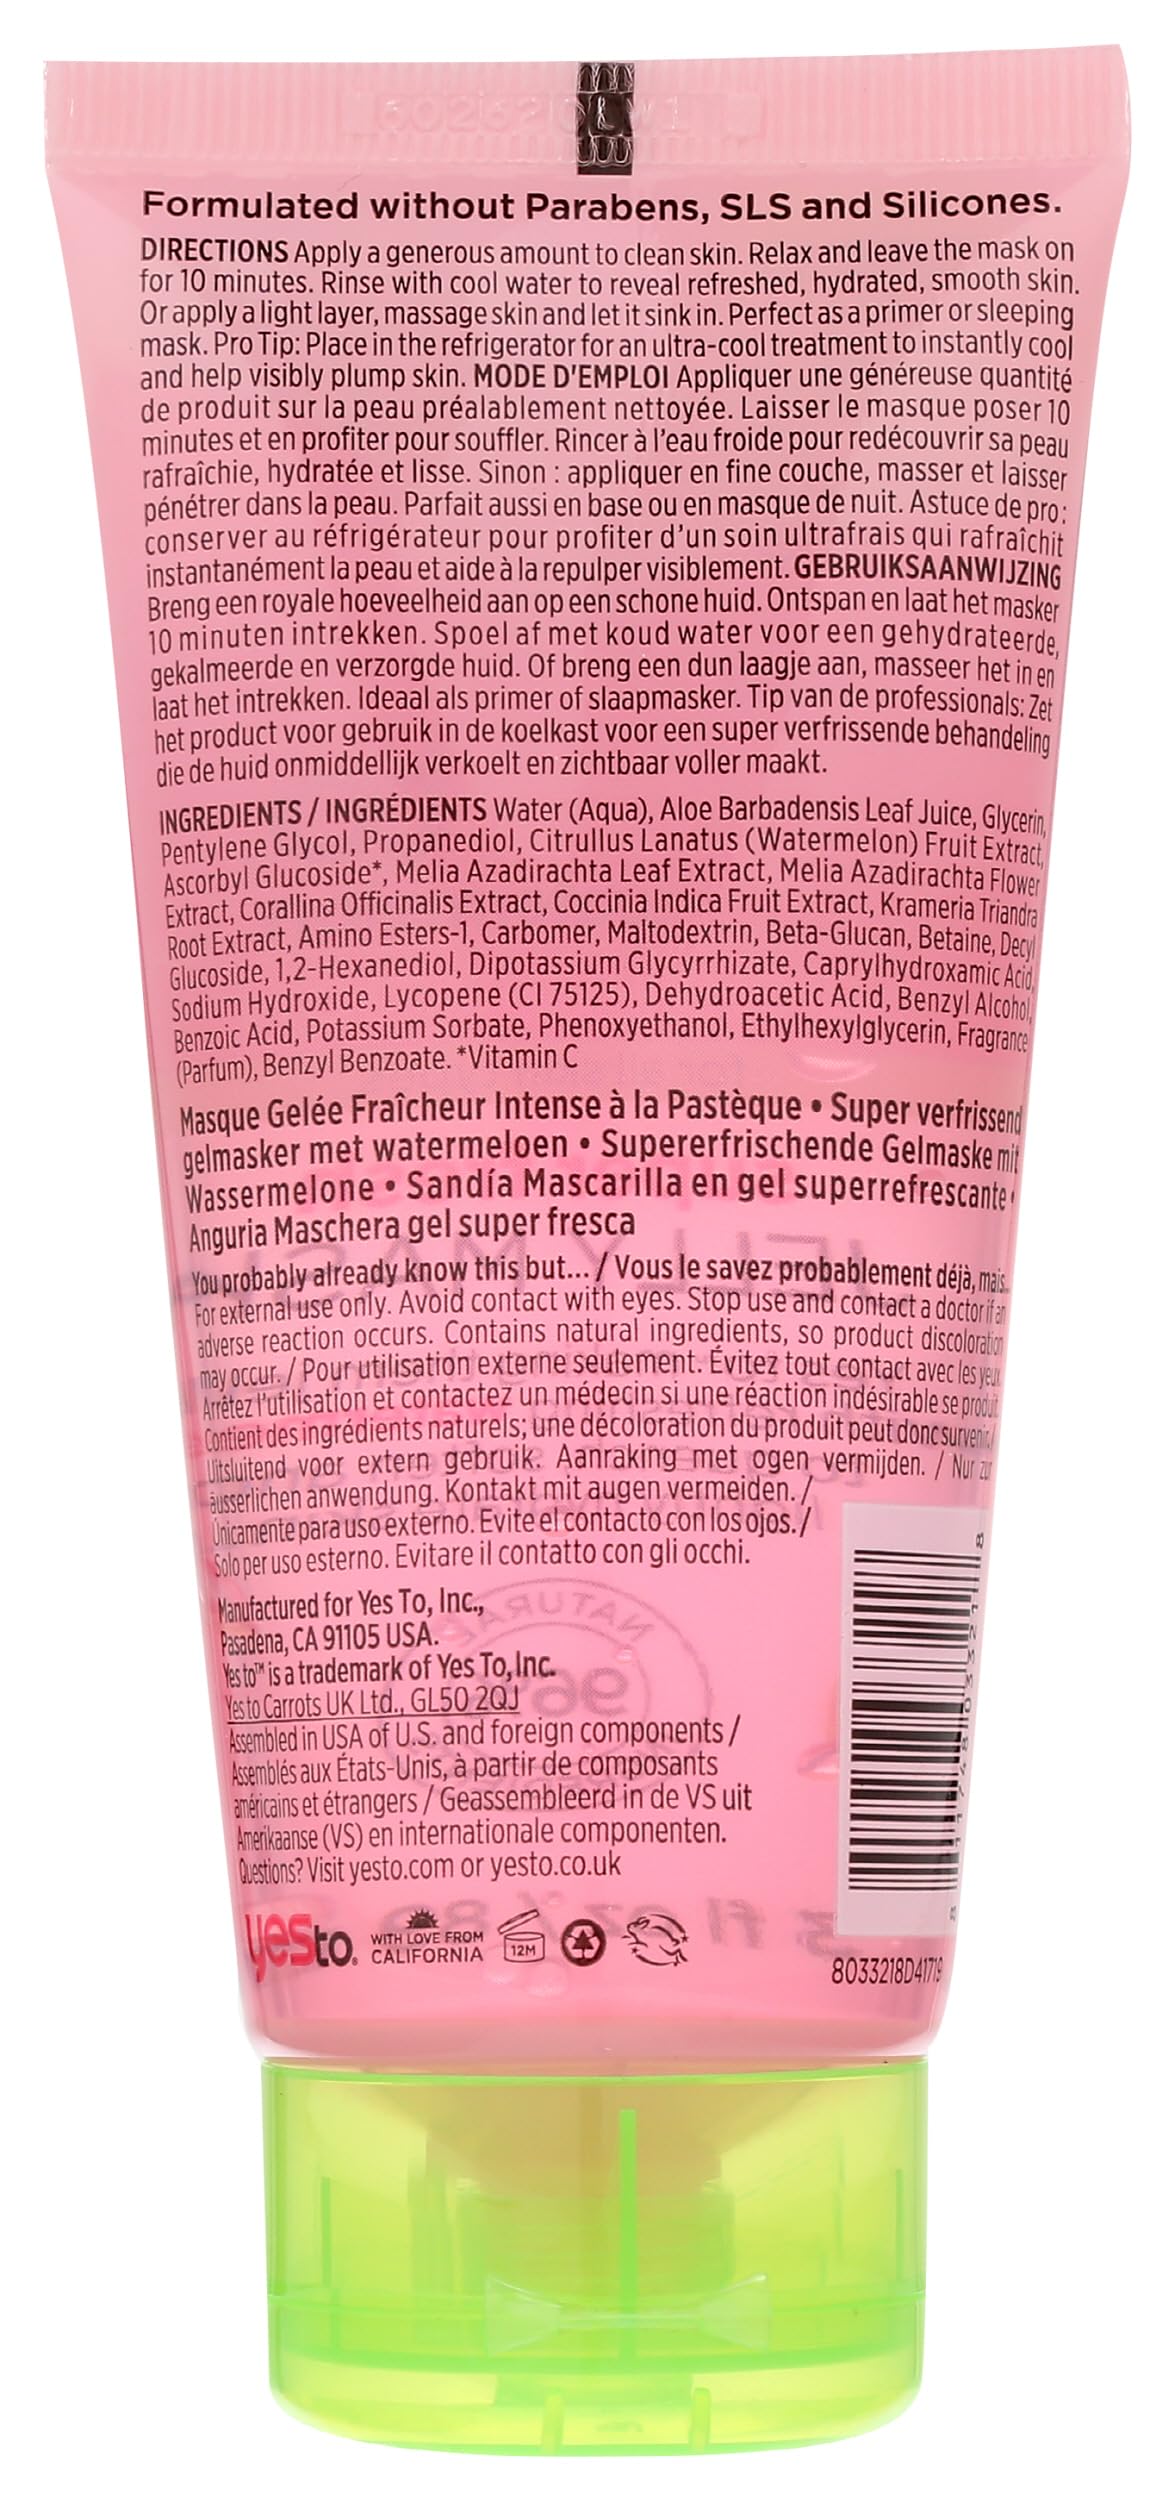 Formulated without Parabens, SLS and Silicones.
DIRECTIONS Apply a generous amount to clean skin. Relax and leave the mask on
for 10 minutes. Rinse with cool water to reveal refreshed, hydrated, smooth skin.
Or apply a light layer, massage skin and let it sink in. Perfect as a primer or sleeping
mask. Pro Tip: Place in the refrigerator for an ultra-cool treatment to instantly cool
and help visibly plump skin. MODE D'EMPLOI Appliquer une généreuse quantité
de produit sur la peau préalablement nettoyée. Laisser le masque poser 10
minutes et en profiter pour souffler. Rincer à l'eau froide pour redécouvrir sa peau
rafraîchie, hydratée et lisse. Sinon : appliquer en fine couche, masser et laisser
pénétrer dans la peau. Parfait aussi en base ou en masque de nuit. Astuce de pro :
conserver au réfrigérateur pour profiter d'un soin ultrafrais qui rafraîchit
instantanément la peau et aide à la repulper visiblement. GEBRUIKSAANWIJZING
Breng een royale hoeveelheid aan op een schone huid. Ontspan en laat het masker
10 minuten intrekken. Spoel af met koud water voor een gehydrateerde,
gekalmeerde en verzorgde huid. Of breng een dun laagje aan, masseer het in en
laat het intrekken. Ideaal als primer of slaapmasker. Tip van de professionals: Zet
het product voor gebruik in de koelkast voor een super verfrissende behandeling
die de huid onmiddellijk verkoelt en zichtbaar voller maakt.
INGREDIENTS / INGRÉDIENTS Water (Aqua), Aloe Barbadensis Leaf Juice, Glycerin,
Pentylene Glycol, Propanediol, Citrullus Lanatus (Watermelon) Fruit Extract,
Ascorbyl Glucoside*, Melia Azadirachta Leaf Extract, Melia Azadirachta Flower
Extract, Corallina Officinalis Extract, Coccinia Indica Fruit Extract, Krameria Triandra
Root Extract, Amino Esters-1, Carbomer, Maltodextrin, Beta-Glucan, Betaine, Decyl
Glucoside, 1,2-Hexanediol, Dipotassium Glycyrrhizate, Caprylhydroxamic Acid,
Sodium Hydroxide, Lycopene (CI 75125), Dehydroacetic Acid, Benzyl Alcohol,
Benzoic Acid, Potassium Sorbate, Phenoxyethanol, Ethylhexylglycerin, Fragrance
(Parfum), Benzyl Benzoate. *Vitamin C
Masque Gelée Fraîcheur Intense à la Pastèque • Super verfrissend
gelmasker met watermeloen • Supererfrischende Gelmaske mit
Wassermelone • Sandía Mascarilla en gel superrefrescante •
Anguria Maschera gel super fresca
You probably already know this but... / Vous le savez probablement déjà, mais...
For external use only. Avoid contact with eyes. Stop use and contact a doctor if an
adverse reaction occurs. Contains natural ingredients, so product discoloration
may occur. / Pour utilisation externe seulement. Évitez tout contact avec les yeux.
Arrêtez l'utilisation et contactez un médecin si une réaction indésirable se produit.
Contient des ingrédients naturels; une décoloration du produit peut donc survenir. /
Uitsluitend voor extern gebruik. Aanraking met ogen vermijden. / Nur zur
äusserlichen anwendung. Kontakt mit augen vermeiden. /
Únicamente para uso externo. Evite el contacto con los ojos. /
Solo per uso esterno. Evitare il contatto con gli occhi.
Manufactured for Yes To, Inc.,
Pasadena, CA 91105 USA.
Yes to™ is a trademark of Yes To, Inc.
Yes to Carrots UK Ltd., GL50 2QJ
Assembled in USA of U.S. and foreign components /
Assemblés aux États-Unis, à partir de composants
américains et étrangers / Geassembleerd in de VS uit
Amerikaanse (VS) en internationale componenten.
Questions? Visit yesto.com or yesto.co.uk
yesto®
WITH LOVE FROM
CALIFORNIA
12M
8033218D41719